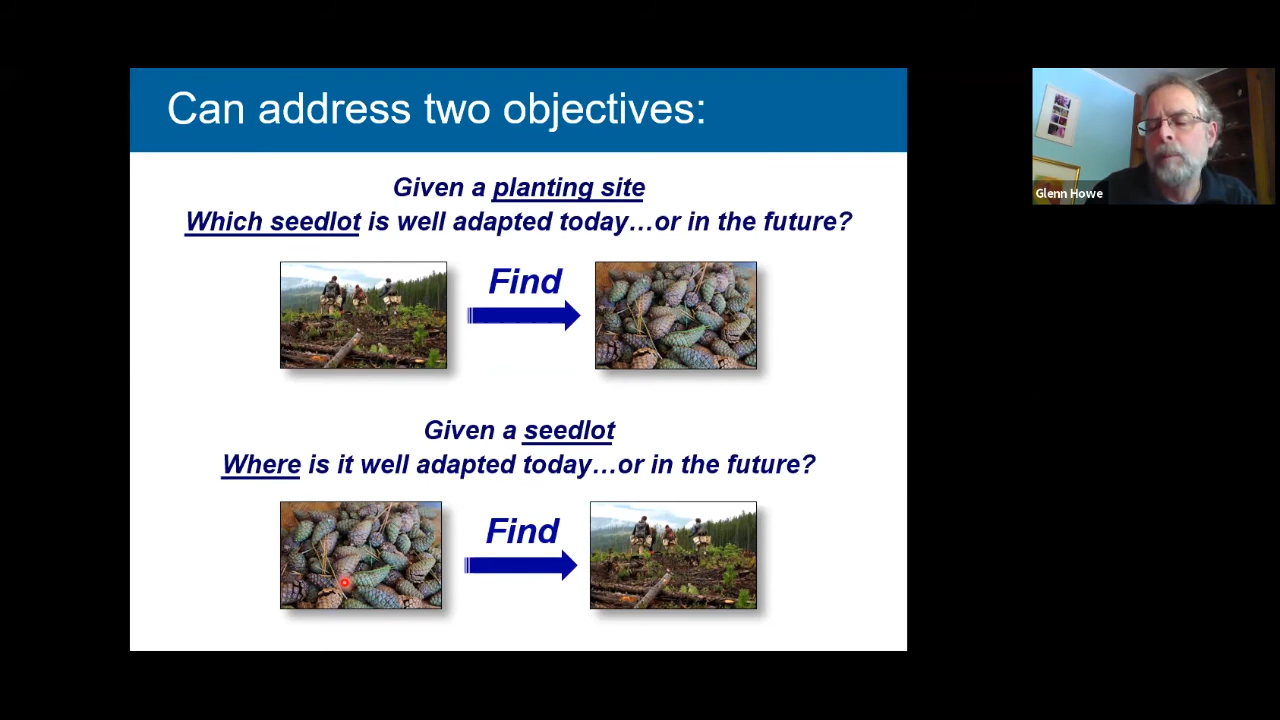 Can address two objectives:
Given a planting site
Which seedlot is well adapted today…or in the future?
Find
Given a seedlot
Where is it well adapted today…or in the future?
Find
Glenn Howe